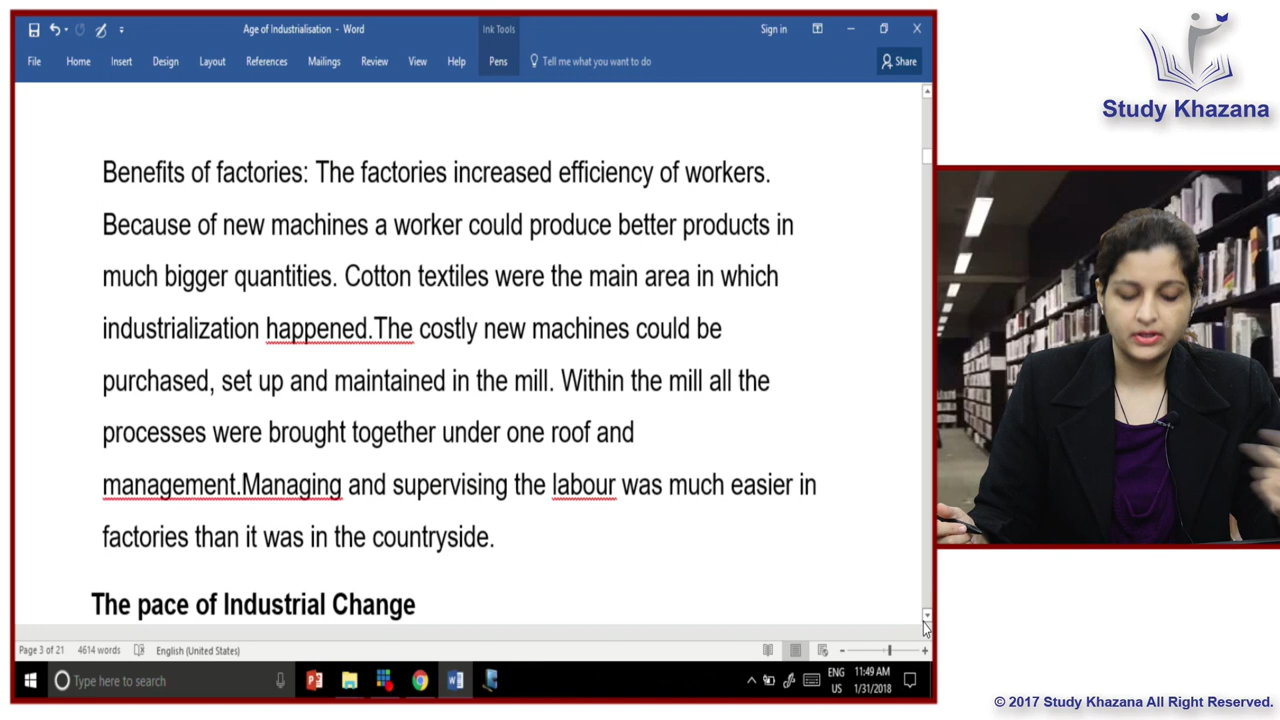 Age of Industrialisation - Word
Ink Tools
Sign in
File Home Insert Design Layout References Mailings Review View Help Pens Tell me what you want to do Share
Study Khazana
Benefits of factories: The factories increased efficiency of workers.
Because of new machines a worker could produce better products in
much bigger quantities. Cotton textiles were the main area in which
industrialization happened.The costly new machines could be
purchased, set up and maintained in the mill. Within the mill all the
processes were brought together under one roof and
management.Managing and supervising the labour was much easier in
factories than it was in the countryside.
The pace of Industrial Change
Page 3 of 21 4614 words English (United States)
Type here to search
ENG
US
11:49 AM
1/31/2018
© 2017 Study Khazana All Right Reserved.